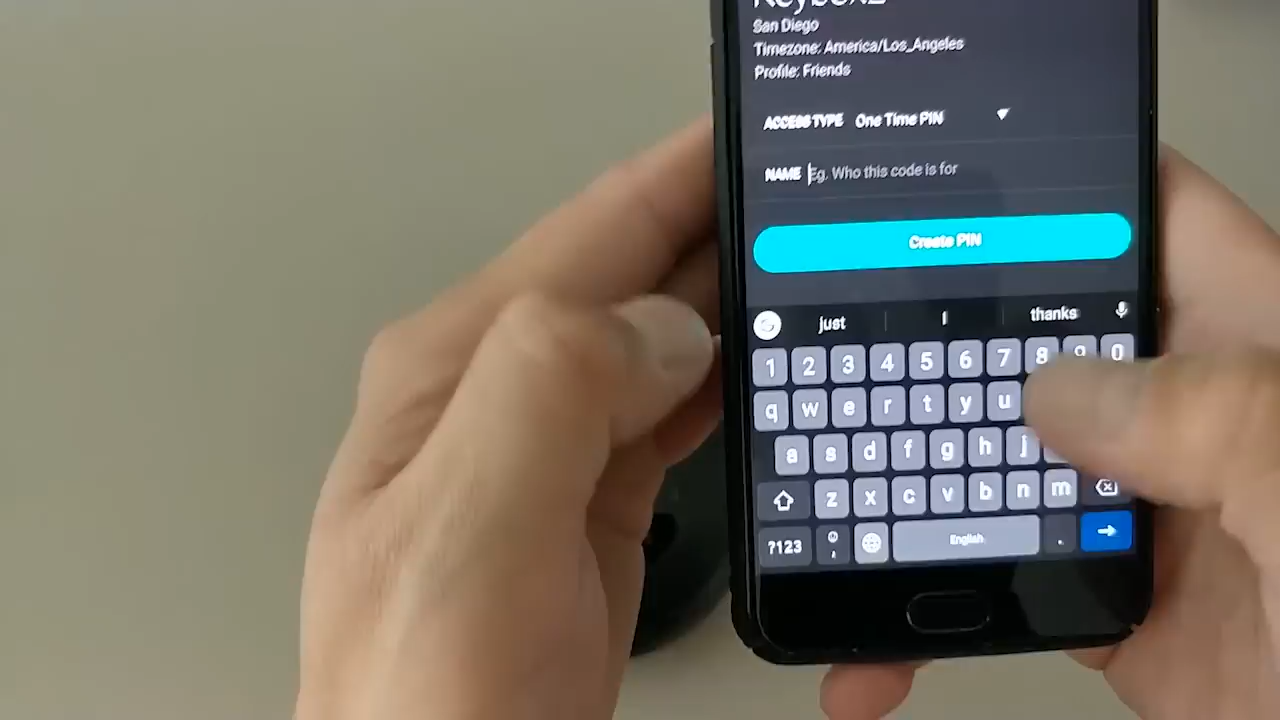 San Diego
Timezone: America/Los_Angeles
Profile: Friends
ACCESS TYPE One Time PIN
NAME Eg. Who this code is for
Create PIN
just I thanks
1 2 3 4 5 6 7 8 9 0
q w e r t y u
a s d f g h j
z x c v b n m
?123 , English .